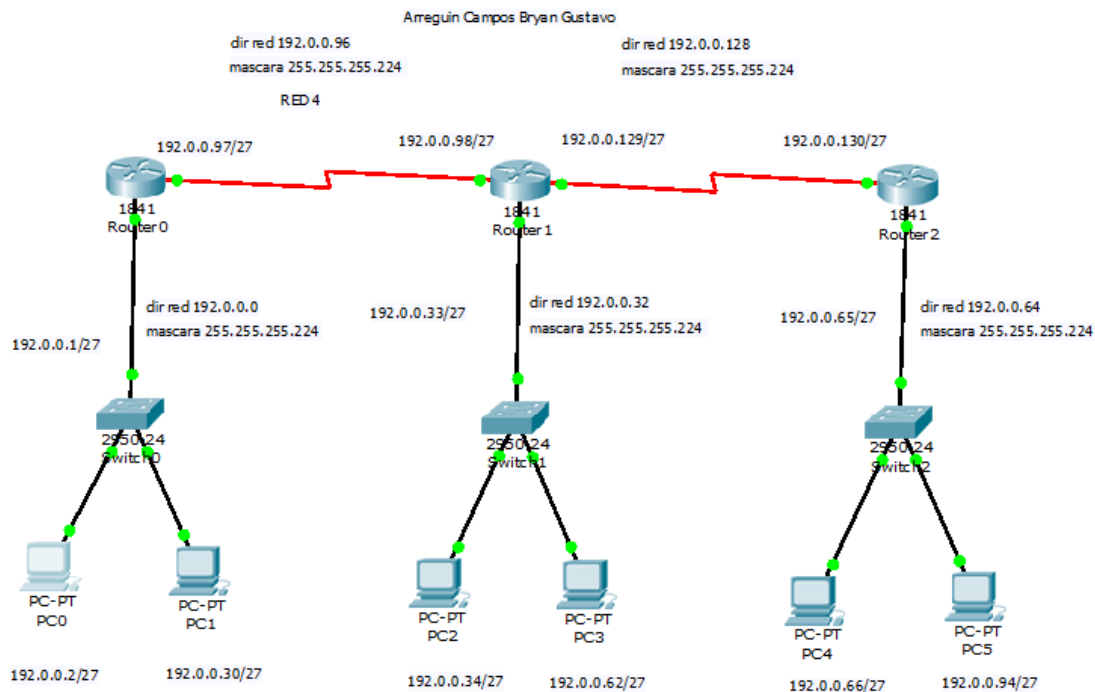 Arreguin Campos Bryan Gustavo
dir red 192.0.0.96
mascara 255.255.255.224
dir red 192.0.0.128
mascara 255.255.255.224
RED 4
192.0.0.97/27
192.0.0.98/27
192.0.0.129/27
192.0.0.130/27
1841
Router0
1841
Router1
1841
Router2
192.0.0.1/27
dir red 192.0.0.0
mascara 255.255.255.224
192.0.0.33/27
dir red 192.0.0.32
mascara 255.255.255.224
192.0.0.65/27
dir red 192.0.0.64
mascara 255.255.255.224
2950-24
Switch0
2950-24
Switch1
2950-24
Switch2
PC-PT
PC0
PC-PT
PC1
PC-PT
PC2
PC-PT
PC3
PC-PT
PC4
PC-PT
PC5
192.0.0.2/27
192.0.0.30/27
192.0.0.34/27
192.0.0.62/27
192.0.0.66/27
192.0.0.94/27